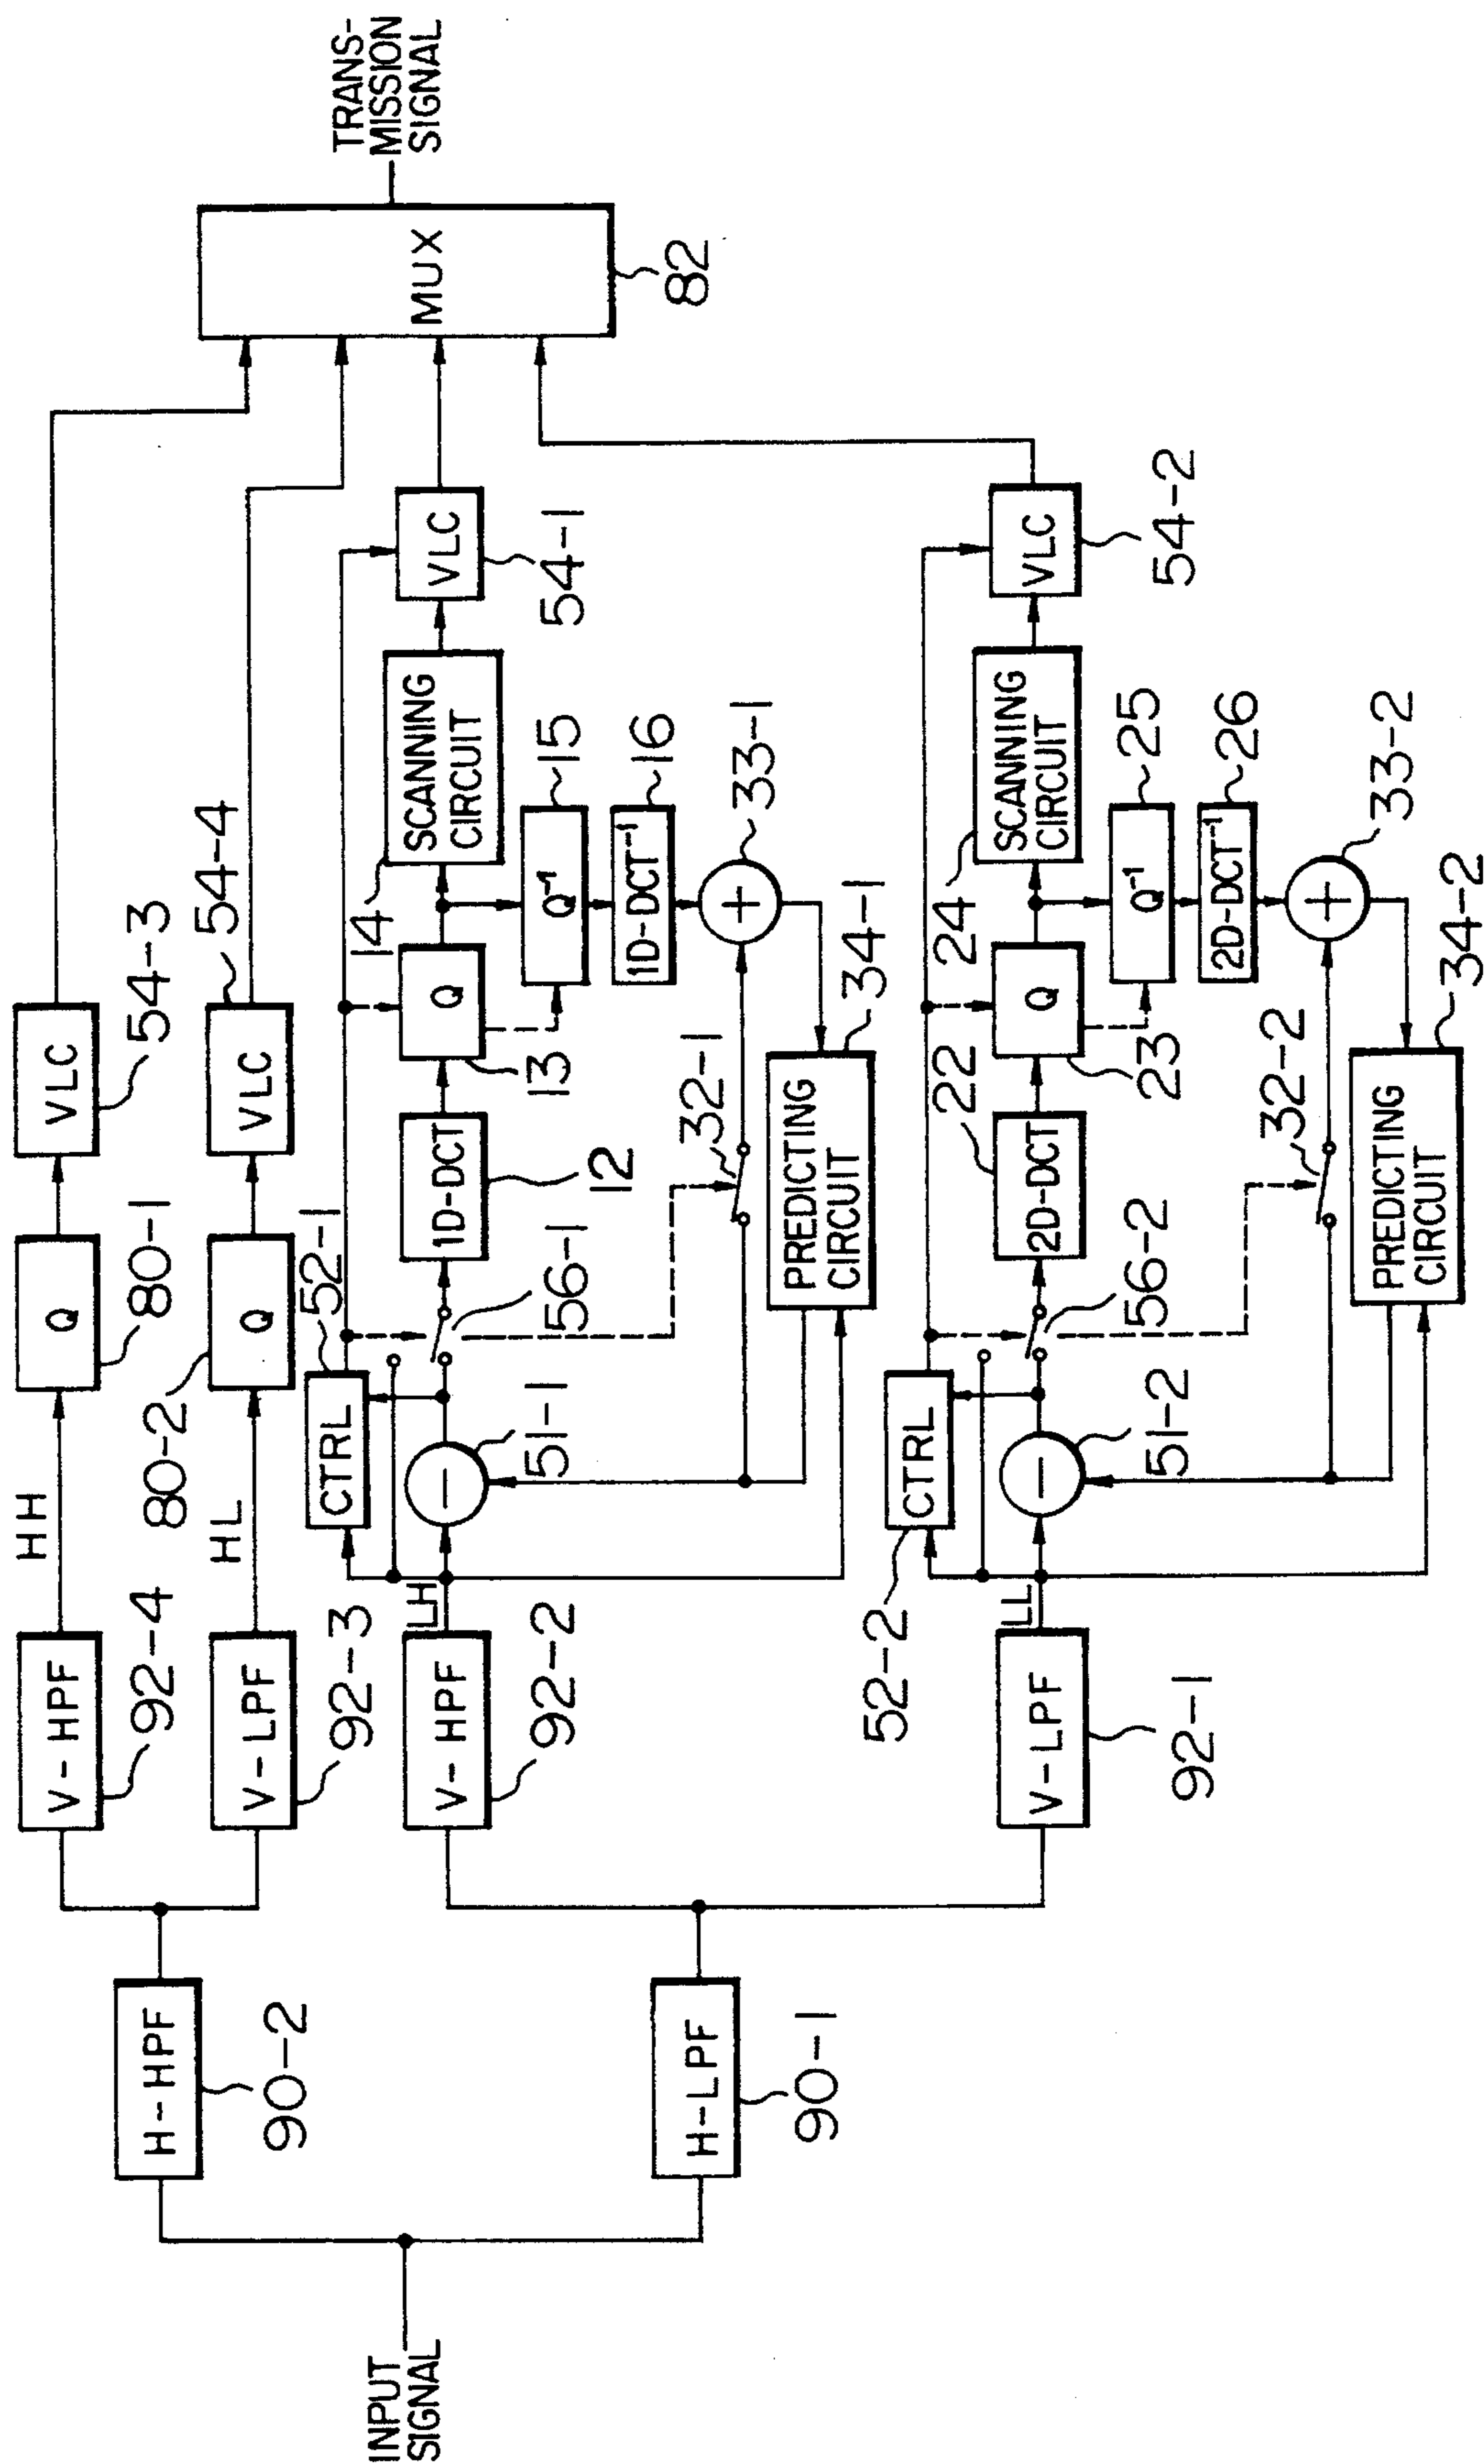 INPUT
SIGNAL
H-HPF
90-2
H-LPF
90-1
V-HPF
92-4
V-LPF
92-3
V-HPF
92-2
V-LPF
92-1
HH
HL
LH
LL
Q
80-1
Q
80-2
VLC
54-3
VLC
54-4
CTRL
52-1
51-1
56-1
1D-DCT
12
Q
13
SCANNING
CIRCUIT
14
VLC
54-1
Q⁻¹
15
1D-DCT⁻¹
16
33-1
32-1
PREDICTING
CIRCUIT
34-1
CTRL
52-2
51-2
56-2
2D-DCT
22
Q
23
SCANNING
CIRCUIT
24
VLC
54-2
Q⁻¹
25
2D-DCT⁻¹
26
33-2
32-2
PREDICTING
CIRCUIT
34-2
MUX
82
TRANS-
MISSION
SIGNAL